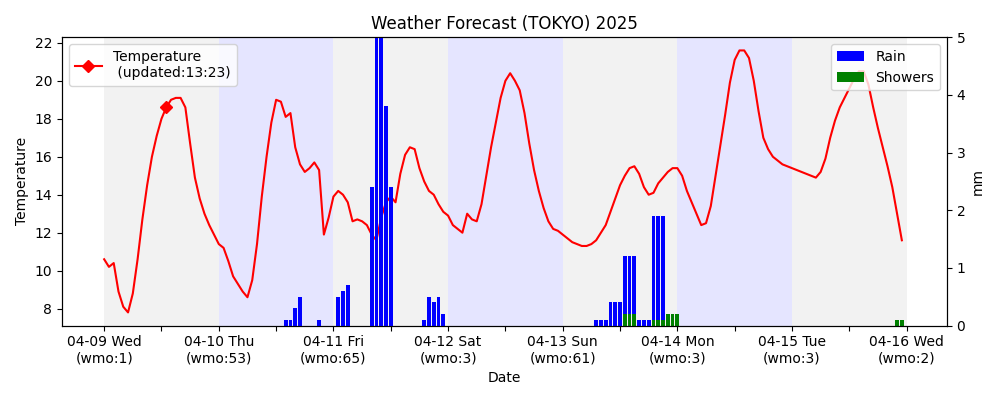 Weather Forecast (TOKYO) 2025
Temperature
(updated:13:23)
Rain
Showers
22
20
18
16
14
12
10
8
Temperature
5
4
3
2
1
0
mm
04-09 Wed 04-10 Thu 04-11 Fri 04-12 Sat 04-13 Sun 04-14 Mon 04-15 Tue 04-16 Wed
(wmo:1) (wmo:53) (wmo:65) (wmo:3) (wmo:61) (wmo:3) (wmo:3) (wmo:2)
Date